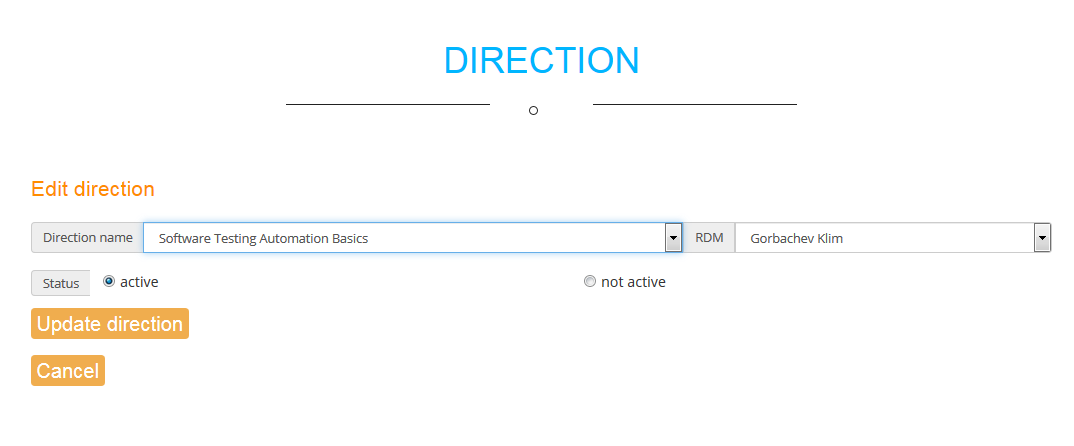 DIRECTION
Edit direction
Direction name Software Testing Automation Basics RDM Gorbachev Klim
Status active not active
Update direction
Cancel